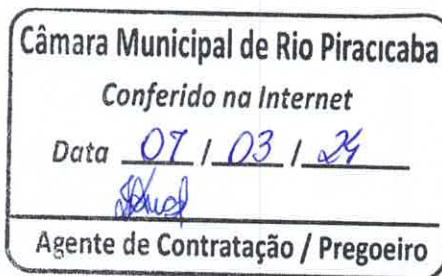 Câmara Municipal de Rio Piracicaba
Conferido na Internet
Data 07 / 03 / 24
Agente de Contratação / Pregoeiro